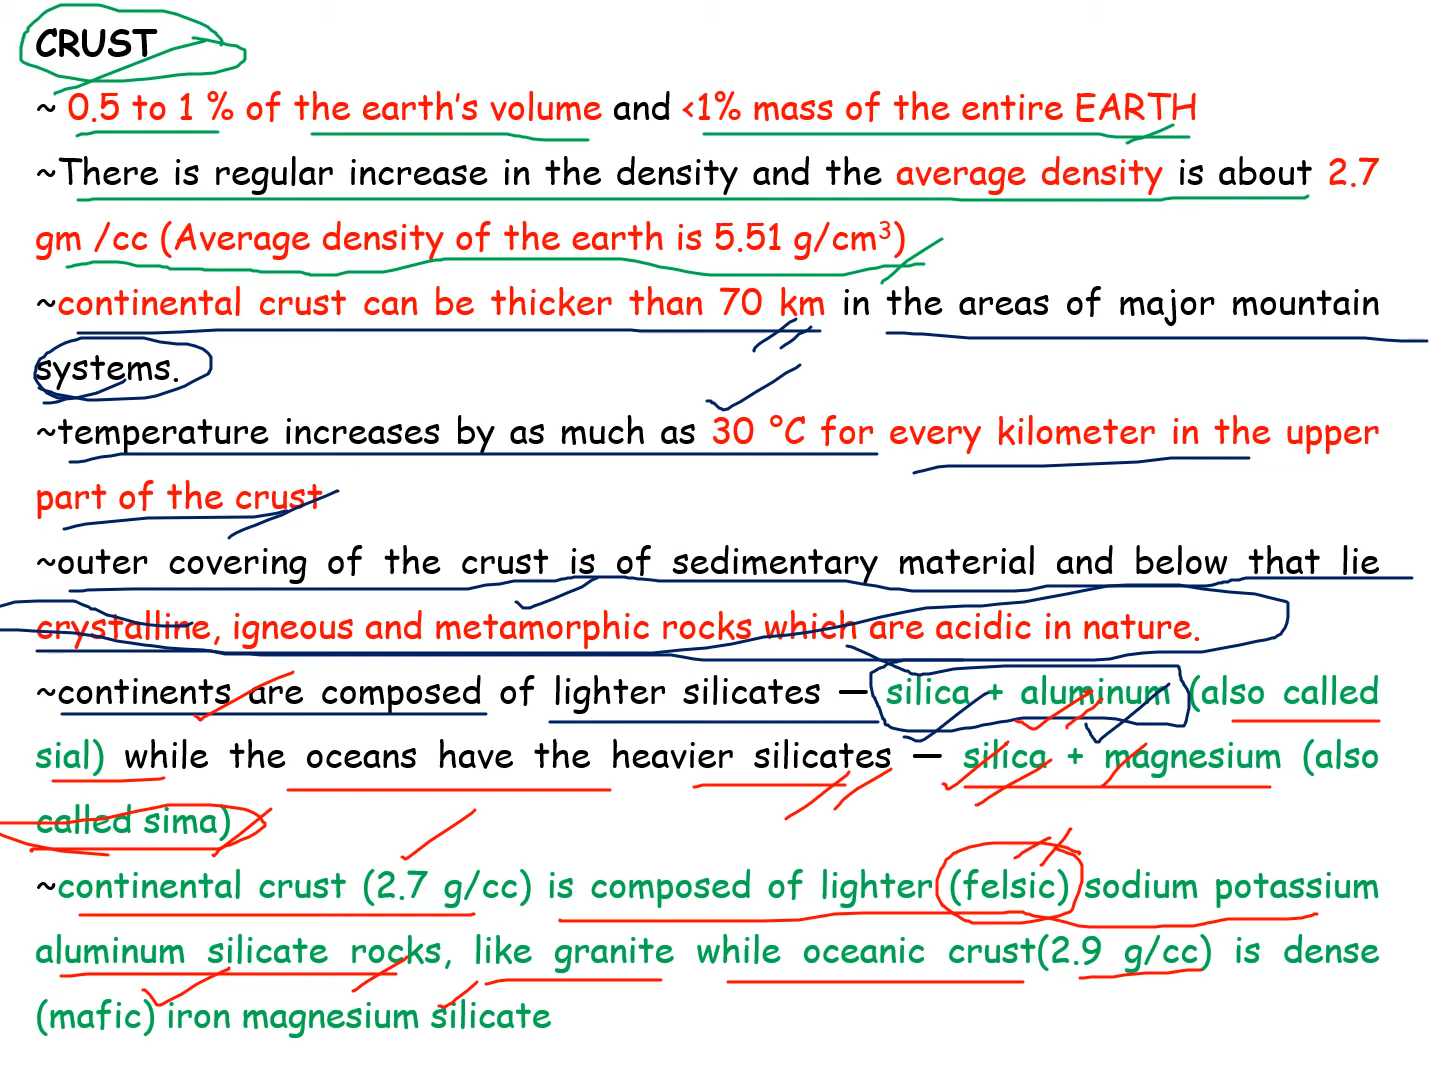 CRUST
~ 0.5 to 1 % of the earth's volume and <1% mass of the entire EARTH
~There is regular increase in the density and the average density is about 2.7
gm /cc (Average density of the earth is 5.51 g/cm³)
~continental crust can be thicker than 70 km in the areas of major mountain
systems.
~temperature increases by as much as 30 °C for every kilometer in the upper
part of the crust
~outer covering of the crust is of sedimentary material and below that lie
crystalline, igneous and metamorphic rocks which are acidic in nature.
~continents are composed of lighter silicates — silica + aluminum (also called
sial) while the oceans have the heavier silicates — silica + magnesium (also
called sima)
~continental crust (2.7 g/cc) is composed of lighter (felsic) sodium potassium
aluminum silicate rocks, like granite while oceanic crust(2.9 g/cc) is dense
(mafic) iron magnesium silicate